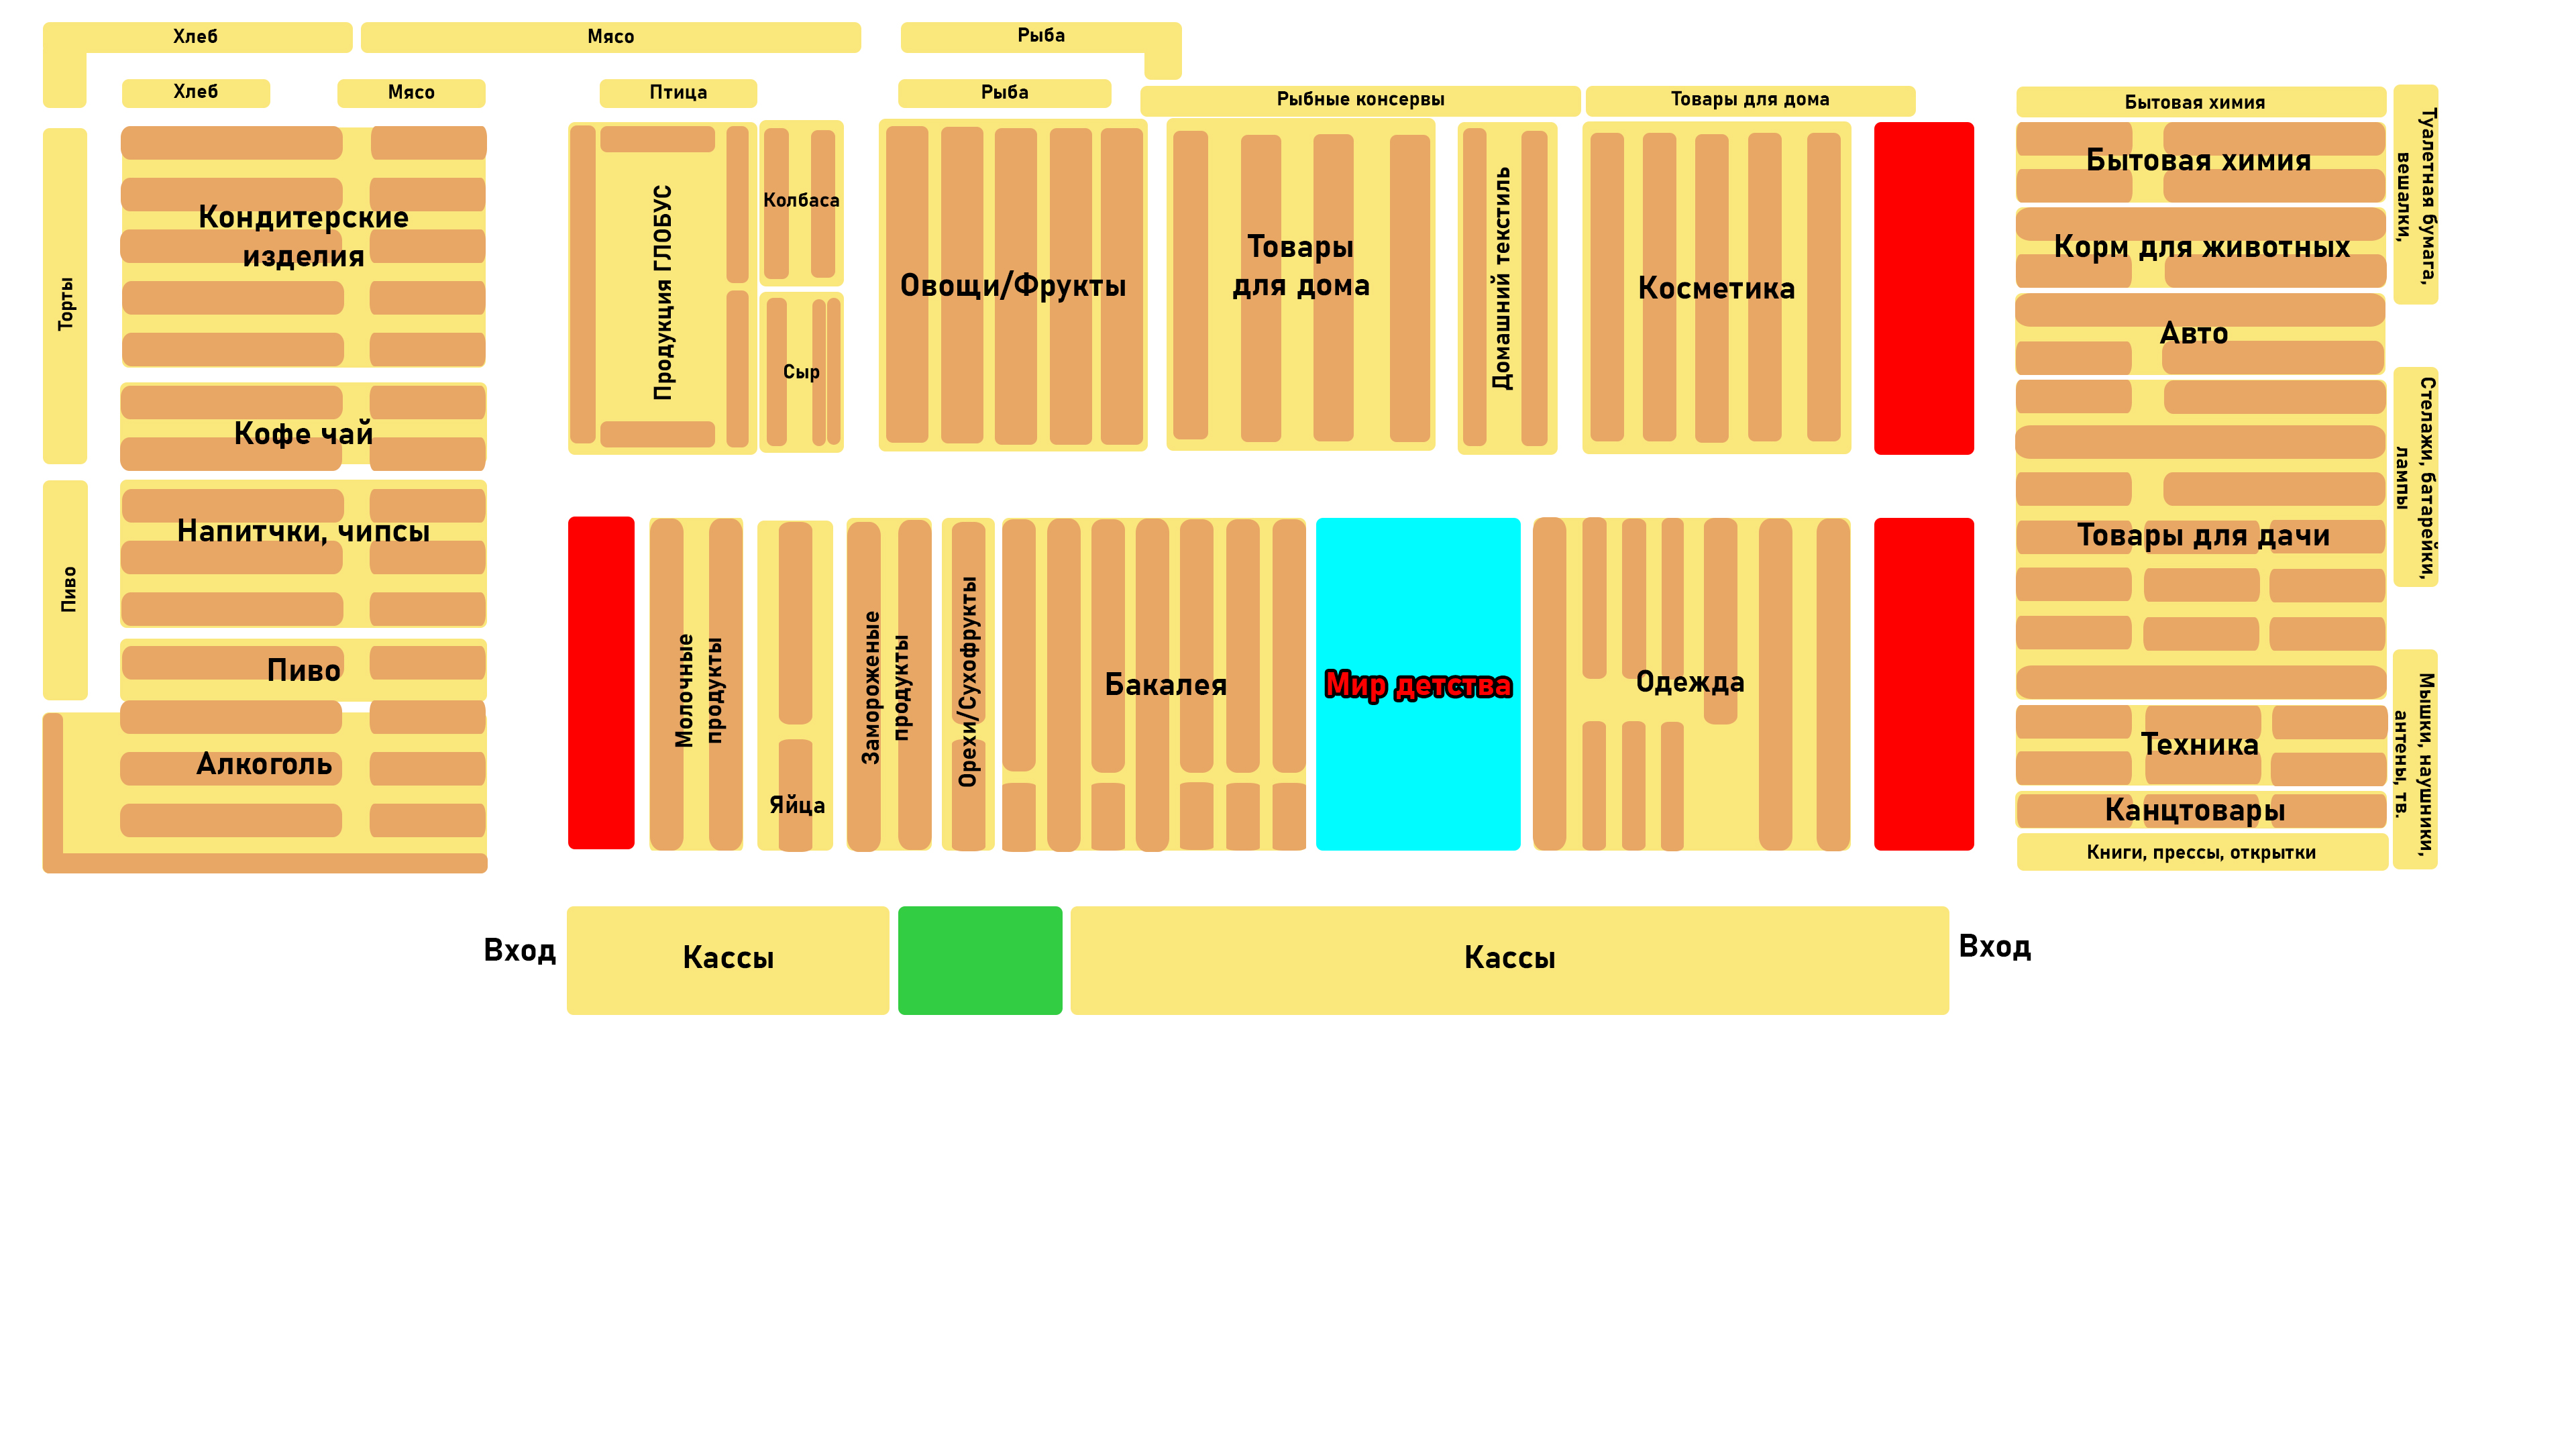 Хлеб
Мясо
Рыба
Хлеб
Мясо
Птица
Рыба
Рыбные консервы
Товары для дома
Бытовая химия
Туалетная бумага,
вешалки,
Торты
Кондитерские
изделия
Продукция ГЛОБУС
Колбаса
Сыр
Овощи/Фрукты
Товары
для дома
Домашний текстиль
Косметика
Бытовая химия
Корм для животных
Авто
Стелажи, батарейки,
лампы
Кофе чай
Напитчки, чипсы
Пиво
Пиво
Алкоголь
Молочные
продукты
Яйца
Замороженые
продукты
Орехи/Сухофрукты
Бакалея
Мир детства
Одежда
Товары для дачи
Техника
Канцтовары
Книги, прессы, открытки
Мышки, наушники,
антены, тв.
Вход
Кассы
Кассы
Вход